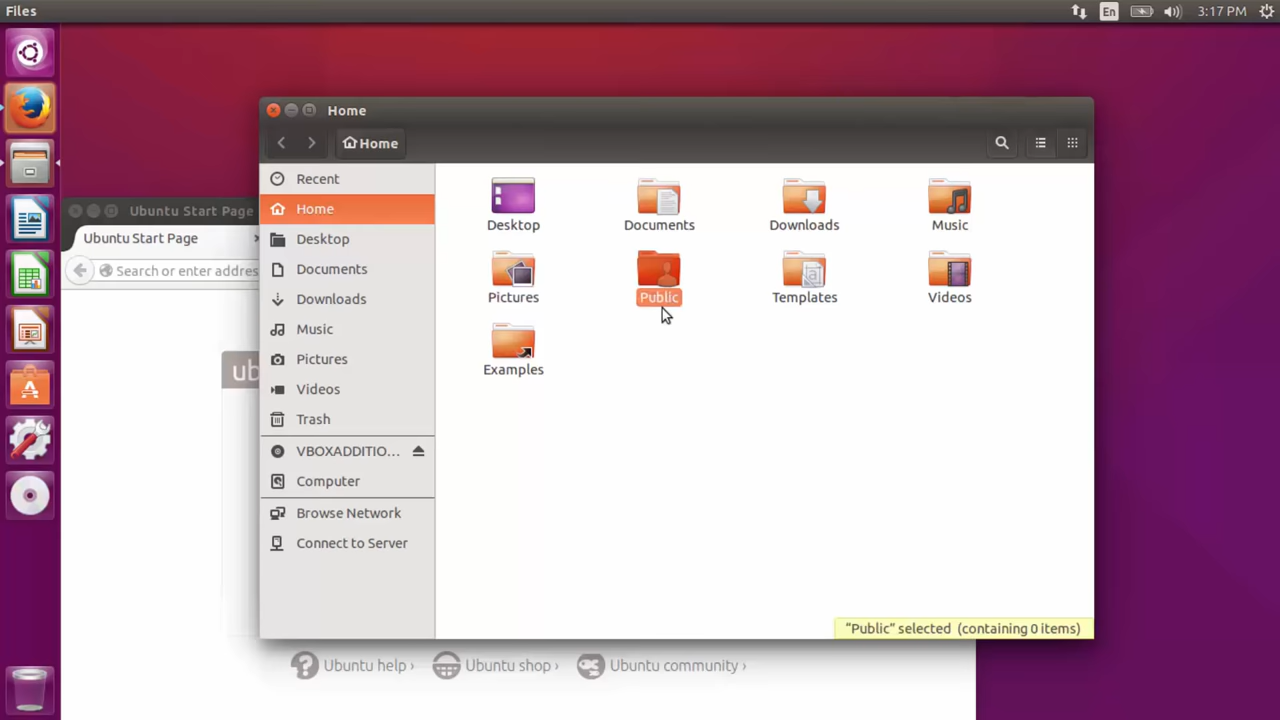 Files
En
3:17 PM
Home
Home
Recent
Home
Desktop
Documents
Downloads
Music
Pictures
Videos
Trash
VBOXADDITIO...
Computer
Browse Network
Connect to Server
Desktop
Documents
Downloads
Music
Pictures
Public
Templates
Videos
Examples
"Public" selected (containing 0 items)
Ubuntu Start Page
Ubuntu Start Page
Search or enter addres
ub
Ubuntu help ›
Ubuntu shop ›
Ubuntu community ›